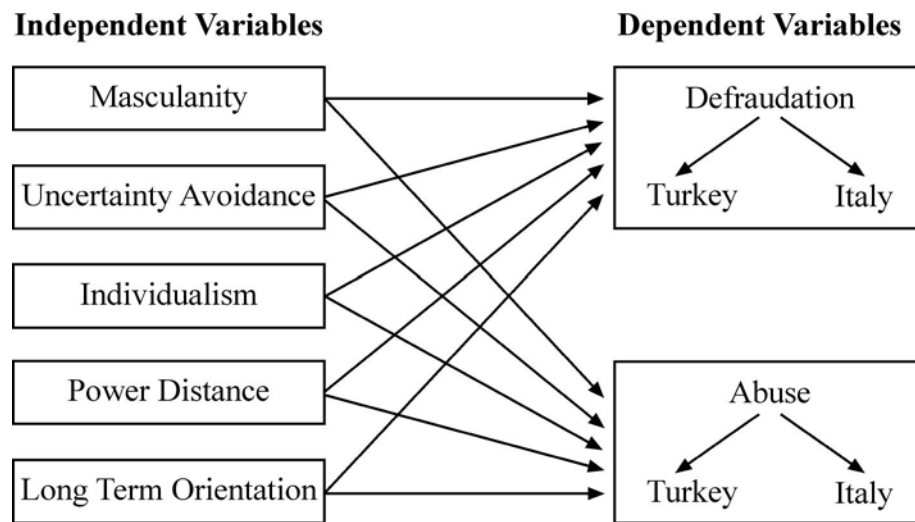 Independent Variables
Masculanity
Uncertainty Avoidance
Individualism
Power Distance
Long Term Orientation
Dependent Variables
Defraudation
Turkey Italy
Abuse
Turkey Italy